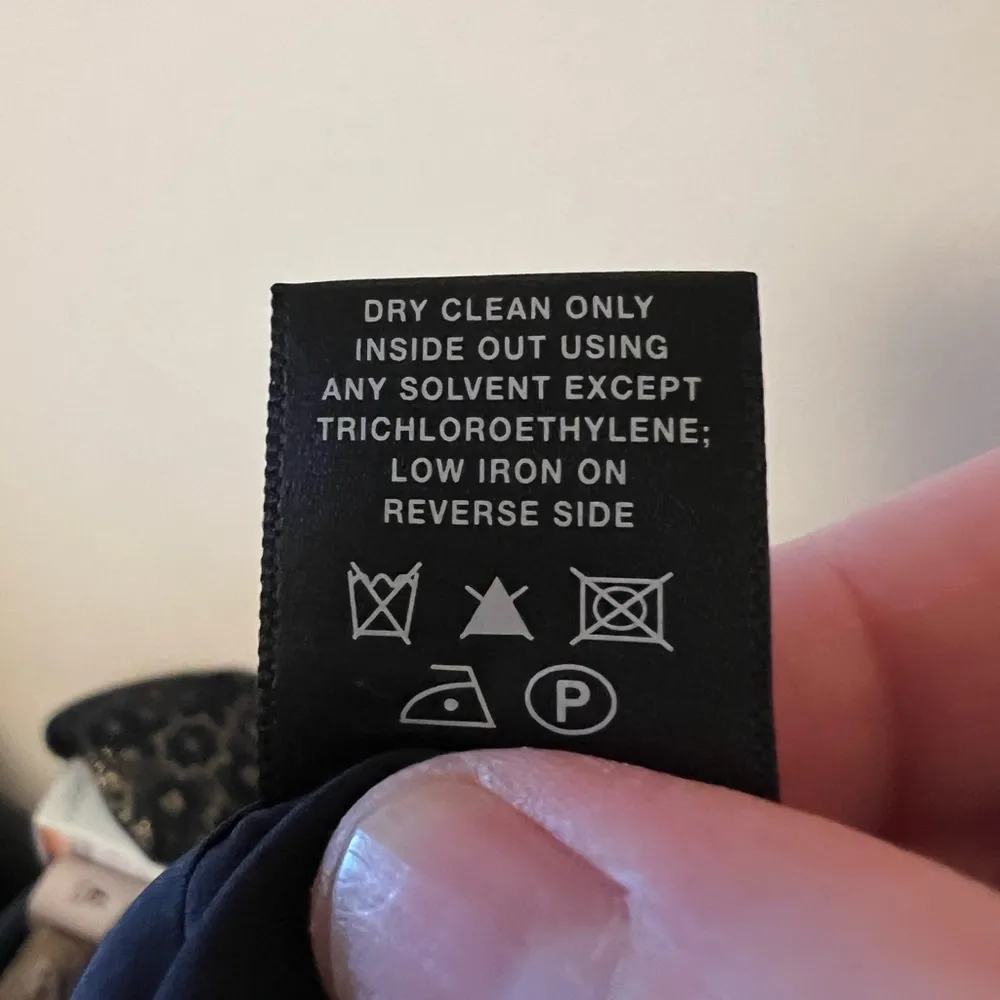 DRY CLEAN ONLY
INSIDE OUT USING
ANY SOLVENT EXCEPT
TRICHLOROETHYLENE;
LOW IRON ON
REVERSE SIDE
P